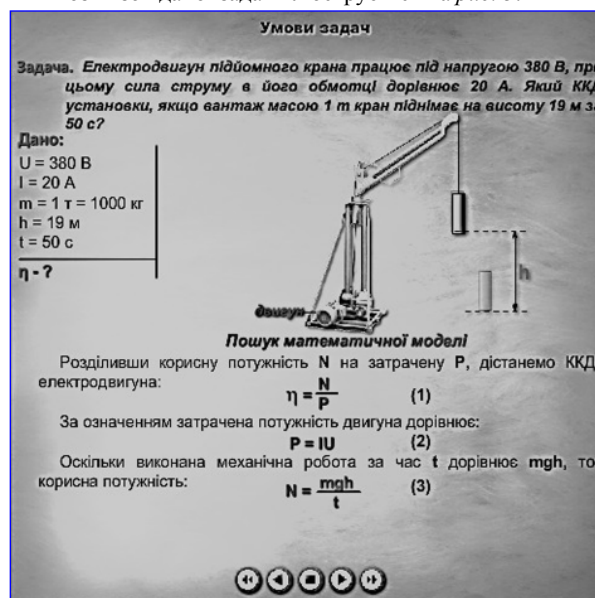 Умови задач
Задача. Електродвигун підйомного крана працює під напругою 380 В, пр
цьому сила струму в його обмотці дорівнює 20 А. Який ККД
установки, якщо вантаж масою 1 т кран піднімає на висоту 19 м за
50 с?
Дано:
U = 380 В
I = 20 А
m = 1 т = 1000 кг
h = 19 м
t = 50 с
η - ?
h
двигун
Пошук математичної моделі
Розділивши корисну потужність N на затрачену P, дістанемо ККД
електродвигуна:
η = N/P (1)
За означенням затрачена потужність двигуна дорівнює:
P = IU (2)
Оскільки виконана механічна робота за час t дорівнює mgh, то
корисна потужність:
N = mgh/t (3)